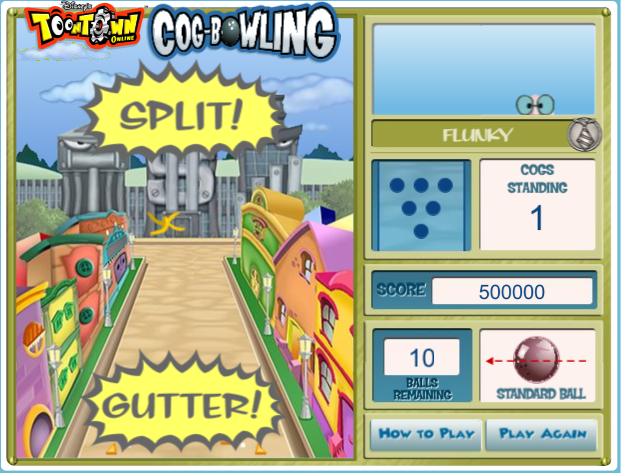 Disney's
TOONTOWN
ONLINE
COG-BOWLING
SPLIT!
GUTTER!
FLUNKY
COGS
STANDING
1
SCORE
500000
10
BALLS
REMAINING
STANDARD BALL
HOW TO PLAY
PLAY AGAIN